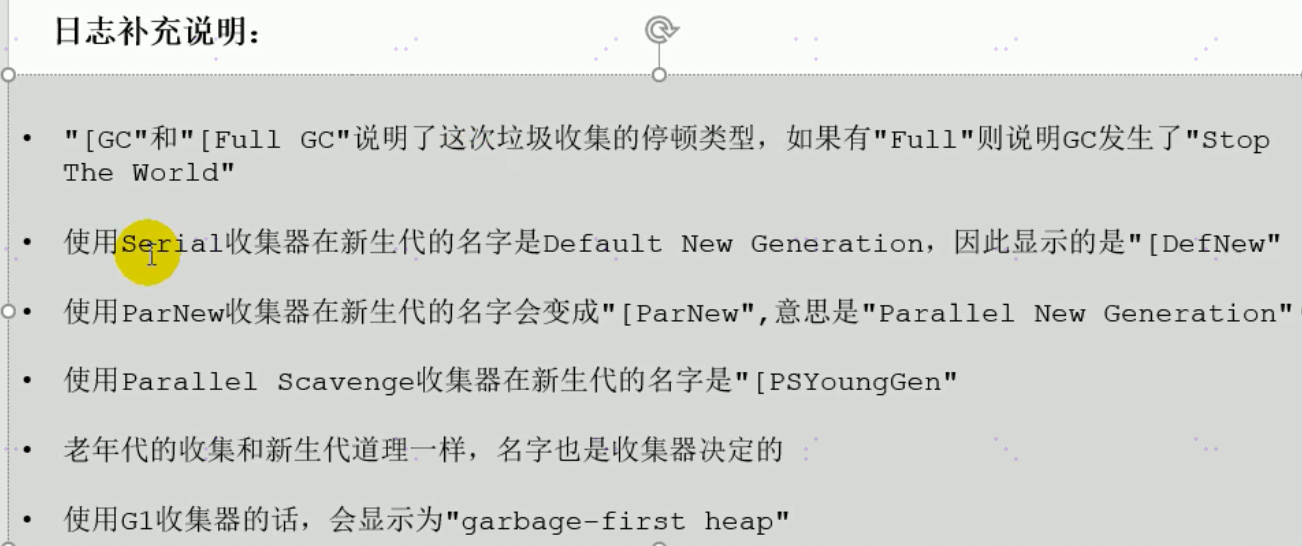 日志补充说明：
• "[GC"和"[Full GC"说明了这次垃圾收集的停顿类型，如果有"Full"则说明GC发生了"Stop
The World"
• 使用Serial收集器在新生代的名字是Default New Generation，因此显示的是"[DefNew"
• 使用ParNew收集器在新生代的名字会变成"[ParNew",意思是"Parallel New Generation"
• 使用Parallel Scavenge收集器在新生代的名字是"[PSYoungGen"
• 老年代的收集和新生代道理一样，名字也是收集器决定的
• 使用G1收集器的话，会显示为"garbage-first heap"